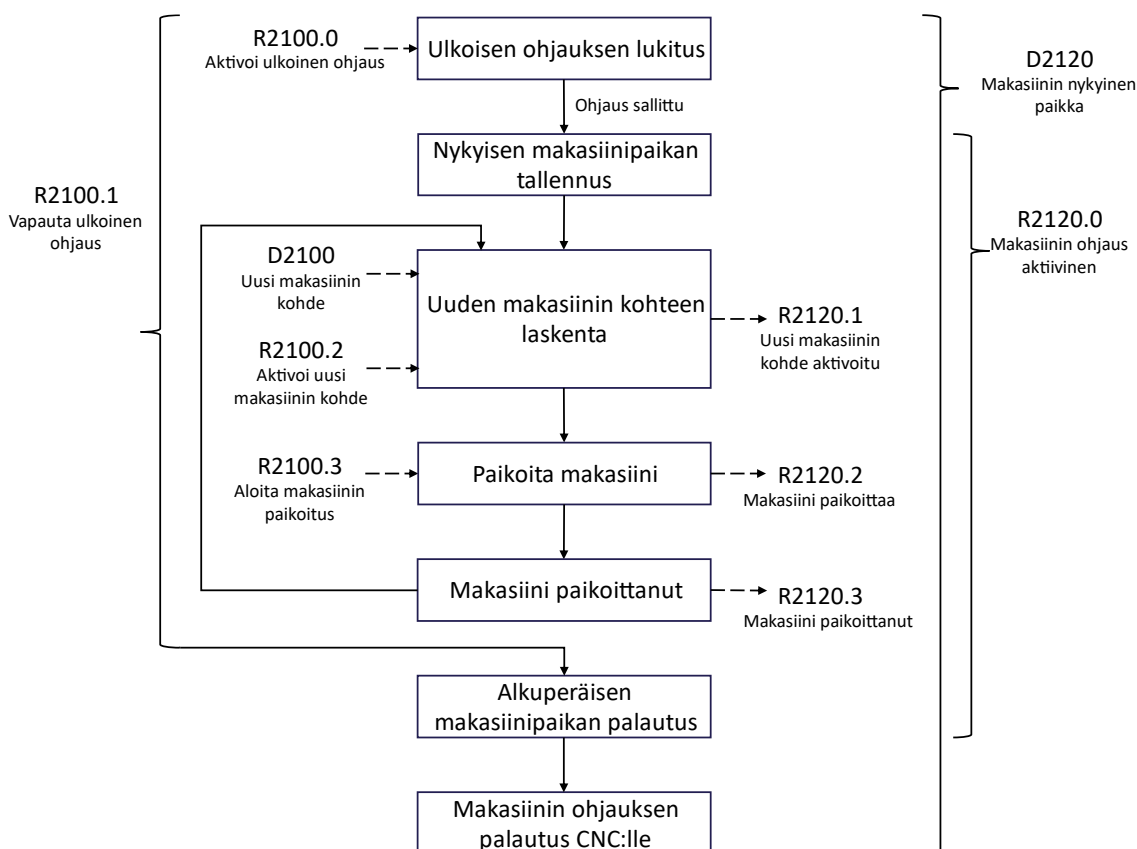 R2100.0
Aktivoi ulkoinen ohjaus
Ulkoisen ohjauksen lukitus
D2120
Makasiinin nykyinen
paikka
Ohjaus sallittu
Nykyisen makasiinipaikan
tallennus
R2100.1
Vapauta ulkoinen
ohjaus
R2120.0
Makasiinin ohjaus
aktiivinen
D2100
Uusi makasiinin
kohde
Uuden makasiinin kohteen
laskenta
R2120.1
Uusi makasiinin
kohde aktivoitu
R2100.2
Aktivoi uusi
makasiinin kohde
R2100.3
Aloita makasiinin
paikoitus
Paikoita makasiini
R2120.2
Makasiini paikoittaa
Makasiini paikoittanut
R2120.3
Makasiini paikoittanut
Alkuperäisen
makasiinipaikan palautus
Makasiinin ohjauksen
palautus CNC:lle